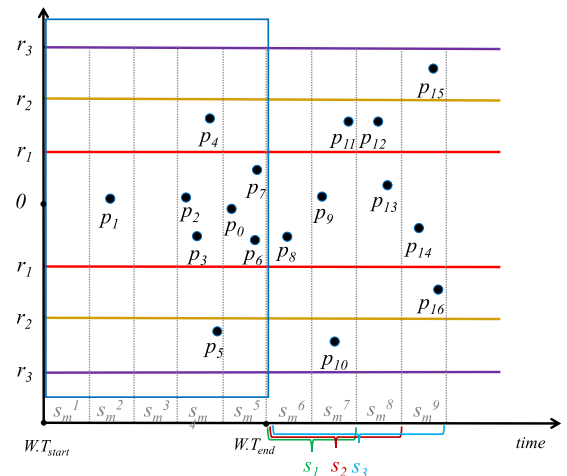 r3
p15
r2
p4
p11 p12
r1
p7
p13
0
p1
p2
p0
p9
p3
p6
p8
p14
r1
p16
r2
p5
p10
r3
sm1 sm2 sm3 sm4 sm5 sm6 sm7 sm8 sm9
W.Tstart
W.Tend
time
s1 s2 s3